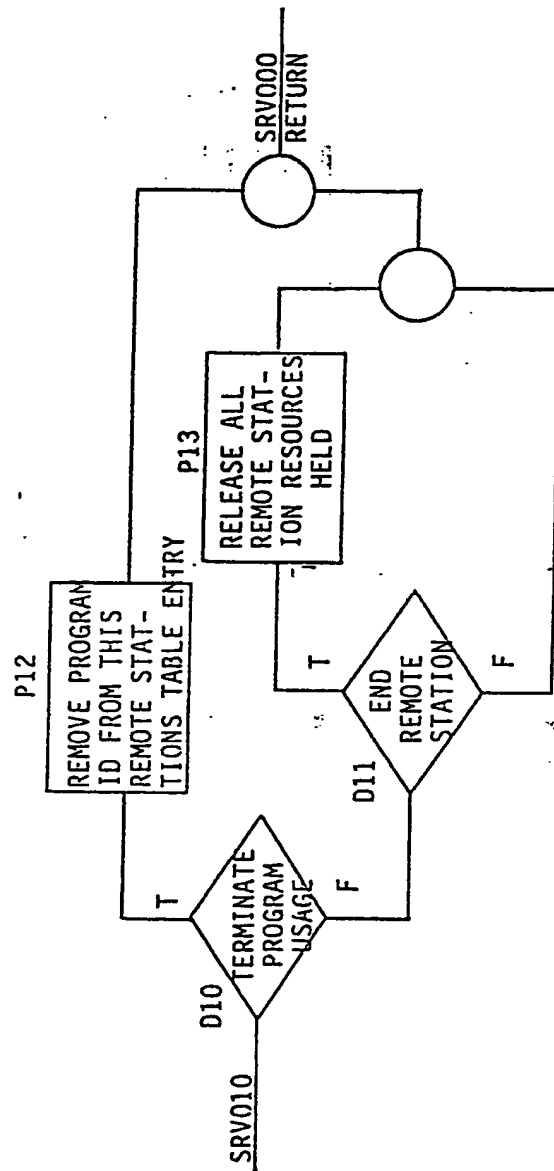 SRV010
D10
TERMINATE
PROGRAM
USAGE
T
F
P12
REMOVE PROGRAM
ID FROM THIS
REMOTE STAT-
TIONS TABLE ENTRY
D11
END
REMOTE
STATION
T
F
P13
RELEASE ALL
REMOTE STAT-
ION RESOURCES
HELD
SRV000
RETURN